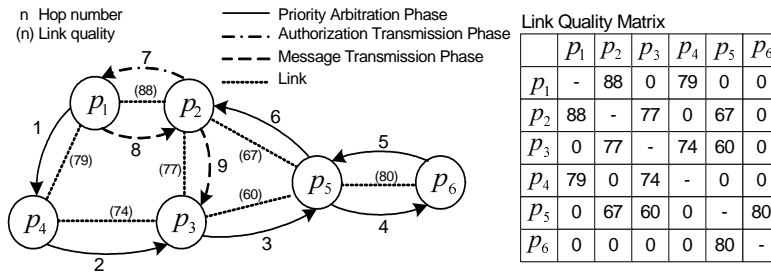 n Hop number
(n) Link quality
Priority Arbitration Phase
Authorization Transmission Phase
Message Transmission Phase
Link
7
(88)
p1
p2
1
8
9
6
5
(79)
(77)
(67)
(60)
(80)
p5
p6
(74)
p4
p3
2
3
4
Link Quality Matrix
p1 p2 p3 p4 p5 p6
p1 - 88 0 79 0 0
p2 88 - 77 0 67 0
p3 0 77 - 74 60 0
p4 79 0 74 - 0 0
p5 0 67 60 0 - 80
p6 0 0 0 0 80 -